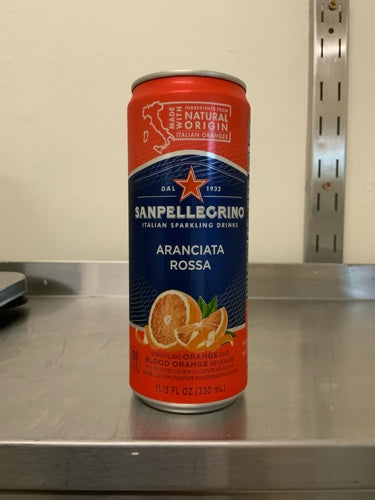 MADE WITH
INGREDIENTS FROM
NATURAL
ORIGIN
ITALIAN ORANGES
DAL 1932
SANPELLEGRINO
ITALIAN SPARKLING DRINKS
ARANCIATA
ROSSA
SPARKLING ORANGE AND
BLOOD ORANGE BEVERAGE
11.15 FL OZ (330 mL)